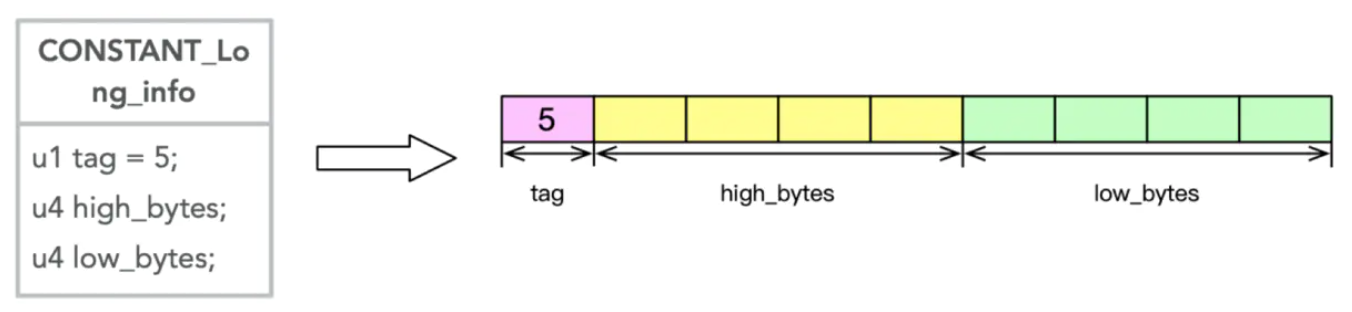 CONSTANT_Lo
ng_info
u1 tag = 5;
u4 high_bytes;
u4 low_bytes;
5
tag
high_bytes
low_bytes